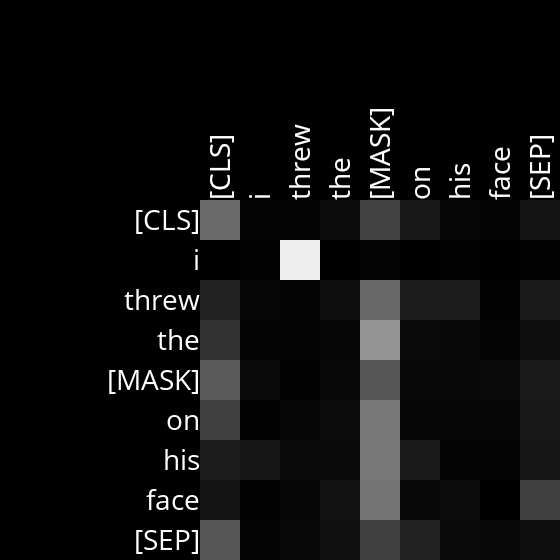 [CLS] i threw the [MASK] on his face [SEP]
[CLS]
i
threw
the
[MASK]
on
his
face
[SEP]